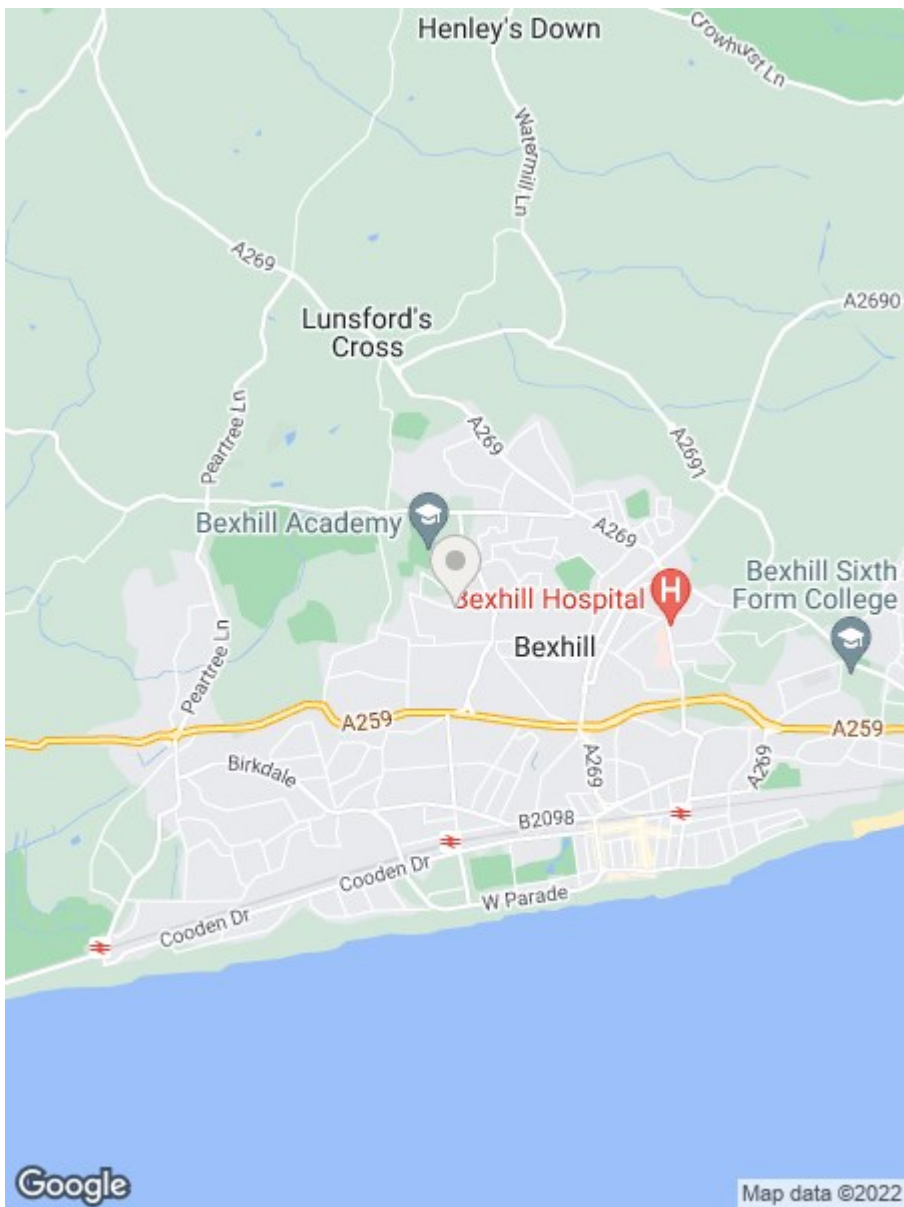 Henley's Down
Crowhurst Ln
Watermill Ln
A269
A2690
Lunsford's
Cross
Peartree Ln
A269
A2691
Bexhill Academy
A269
Bexhill Sixth
Form College
Bexhill Hospital
H
Bexhill
Peartree Ln
A259
A259
Birkdale
A269
A269
B2098
Cooden Dr
W Parade
Cooden Dr
Google
Map data ©2022